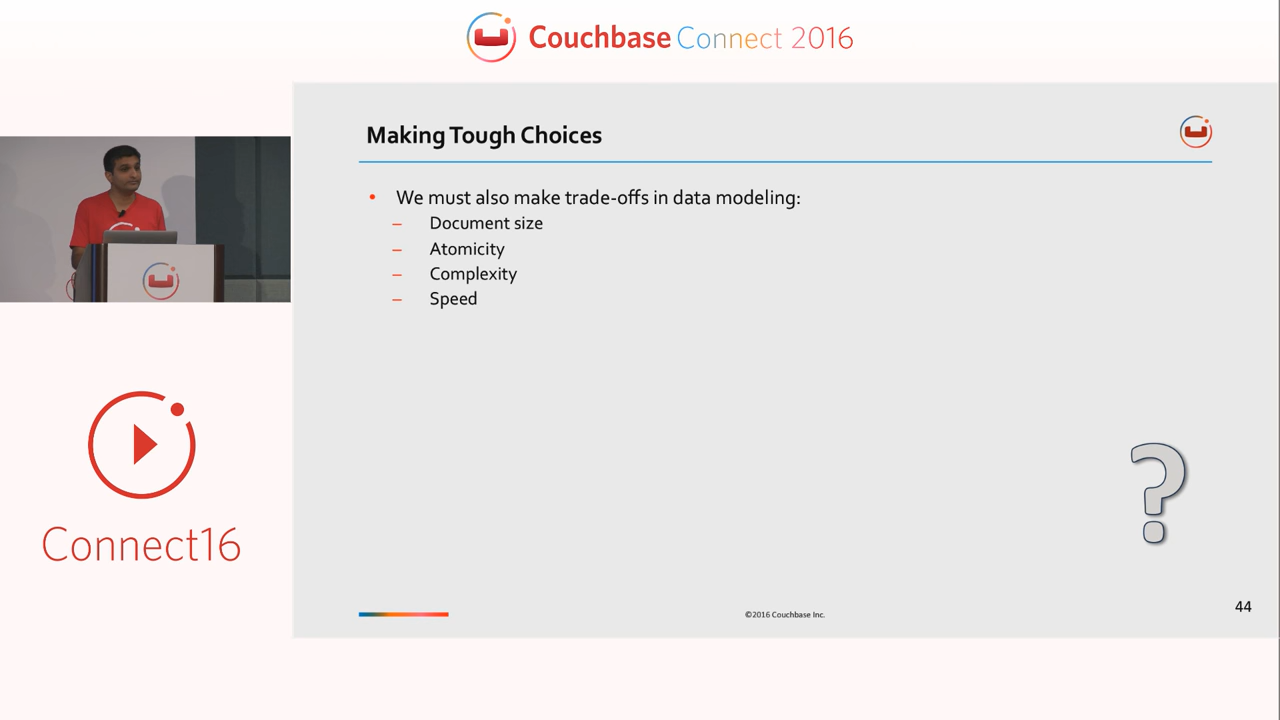 Couchbase Connect 2016
Making Tough Choices
• We must also make trade-offs in data modeling:
– Document size
– Atomicity
– Complexity
– Speed
?
Connect16
©2016 Couchbase Inc.
44